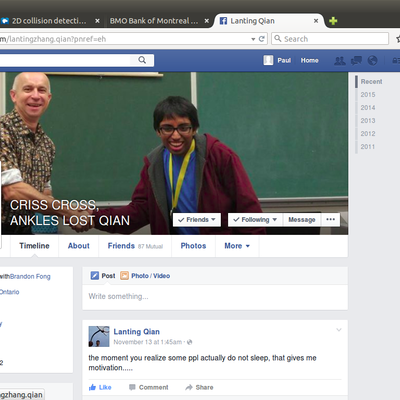 2D collision detecti...
BMO Bank of Montreal ...
Lanting Qian
m/lantingzhang.qian?pnref=eh
Search
Paul
Home
Recent
2015
2014
2013
2012
2011
CRISS CROSS,
ANKLES LOST QIAN
Friends
Following
Message
Timeline
About
Friends 87 Mutual
Photos
More
with Brandon Fong
Ontario
y
2
gzhang.qian
Post
Photo / Video
Write something...
Lanting Qian
November 13 at 1:45am ·
the moment you realize some ppl actually do not sleep, that gives me
motivation.....
Like
Comment
Share